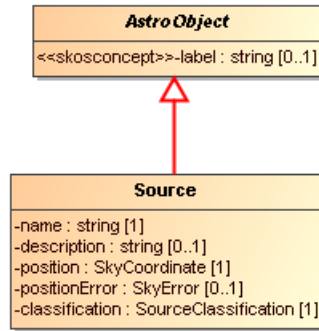 AstroObject
<<skosconcept>>-label : string [0..1]
Source
-name : string [1]
-description : string [0..1]
-position : SkyCoordinate [1]
-positionError : SkyError [0..1]
-classification : SourceClassification [1]